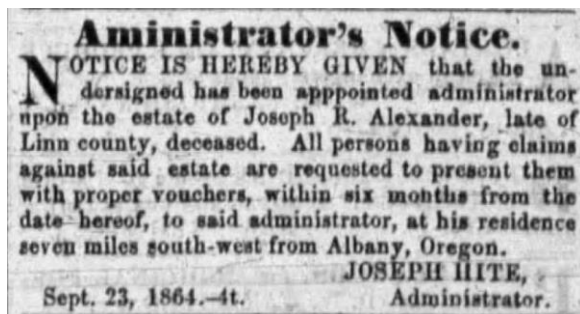 Aministrator's Notice.
NOTICE IS HEREBY GIVEN that the un-
dersigned has been apppointed administrator
upon the estate of Joseph R. Alexander, late of
Linn county, deceased. All persons having claims
against said estate are requested to present them
with proper vouchers, within six months from the
date hereof, to said administrator, at his residence
seven miles south-west from Albany, Oregon.
JOSEPH HITE,
Sept. 23, 1864.-4t. Administrator.